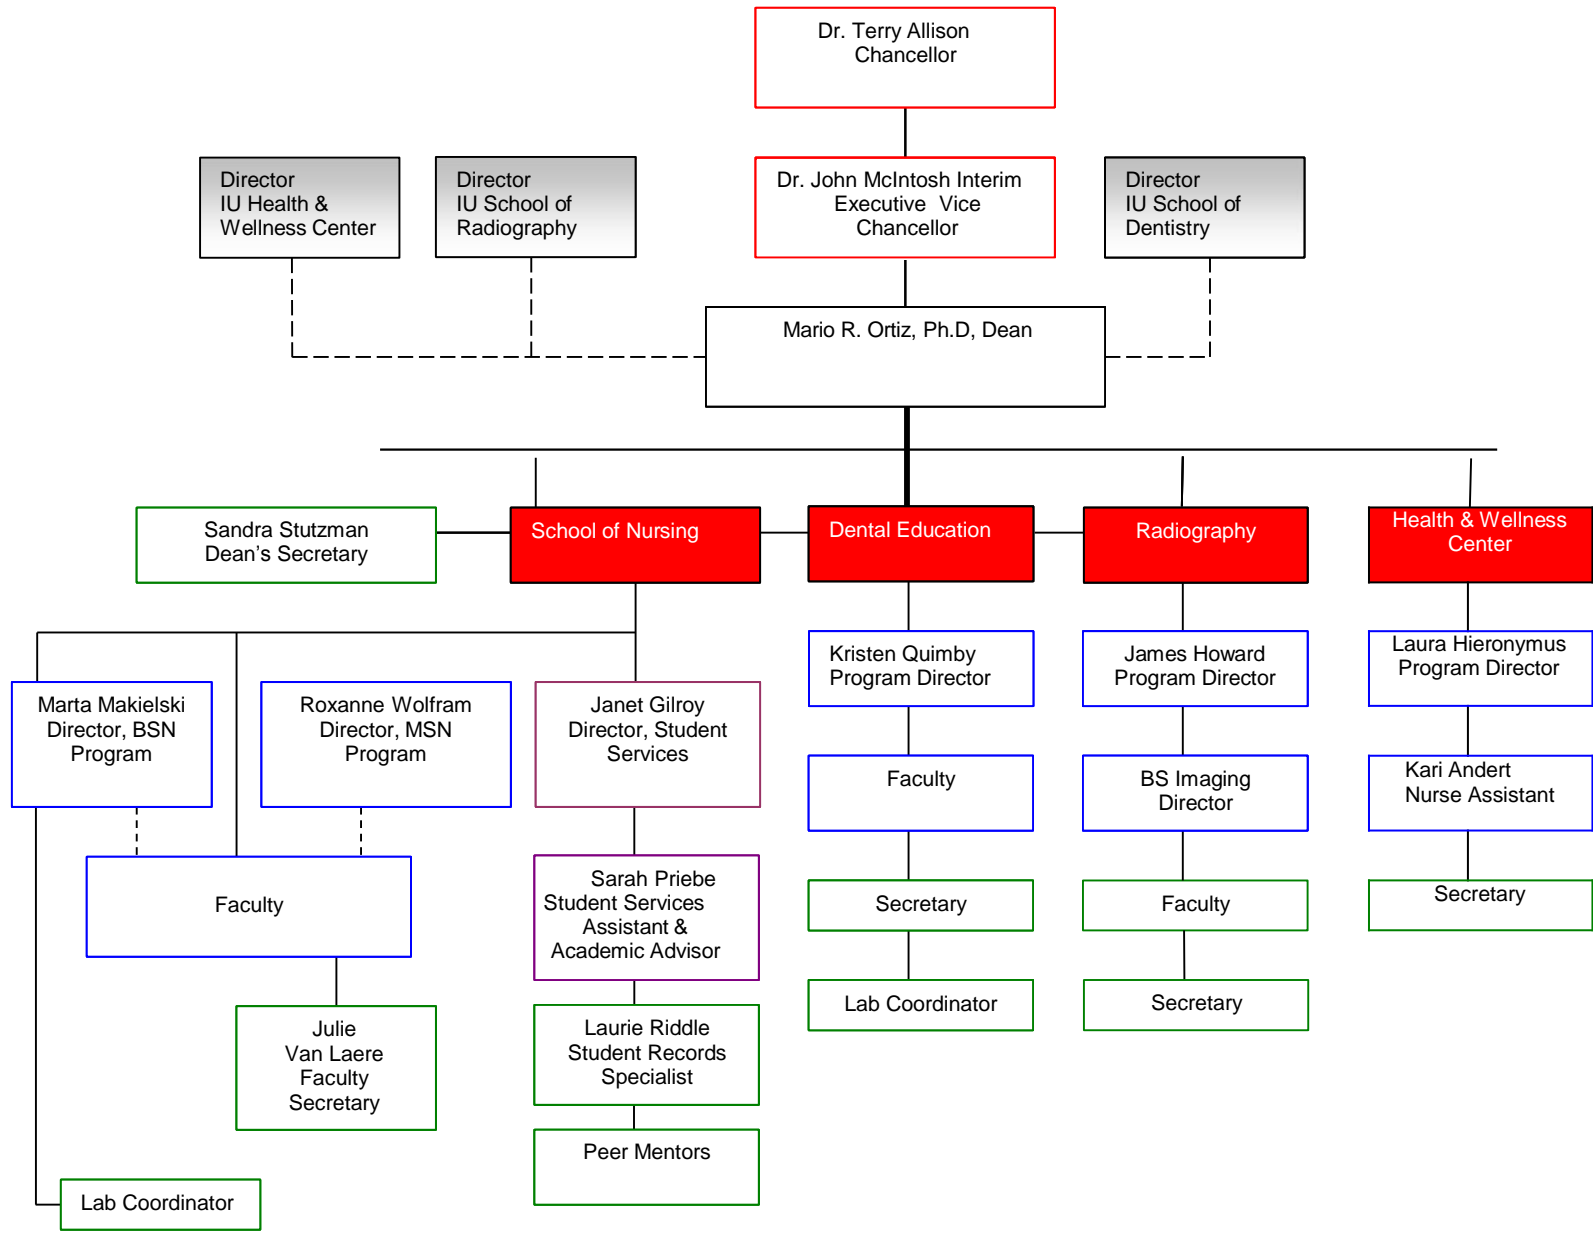 Dr. Terry Allison
Chancellor
Director
IU Health &
Wellness Center
Director
IU School of
Radiography
Dr. John McIntosh Interim
Executive Vice
Chancellor
Director
IU School of
Dentistry
Mario R. Ortiz, Ph.D, Dean
Sandra Stutzman
Dean's Secretary
School of Nursing
Dental Education
Radiography
Health & Wellness
Center
Marta Makielski
Director, BSN
Program
Roxanne Wolfram
Director, MSN
Program
Janet Gilroy
Director, Student
Services
Kristen Quimby
Program Director
James Howard
Program Director
Laura Hieronymus
Program Director
Faculty
BS Imaging
Director
Kari Andert
Nurse Assistant
Faculty
Sarah Priebe
Student Services
Assistant &
Academic Advisor
Secretary
Faculty
Secretary
Julie
Van Laere
Faculty
Secretary
Laurie Riddle
Student Records
Specialist
Lab Coordinator
Secretary
Peer Mentors
Lab Coordinator